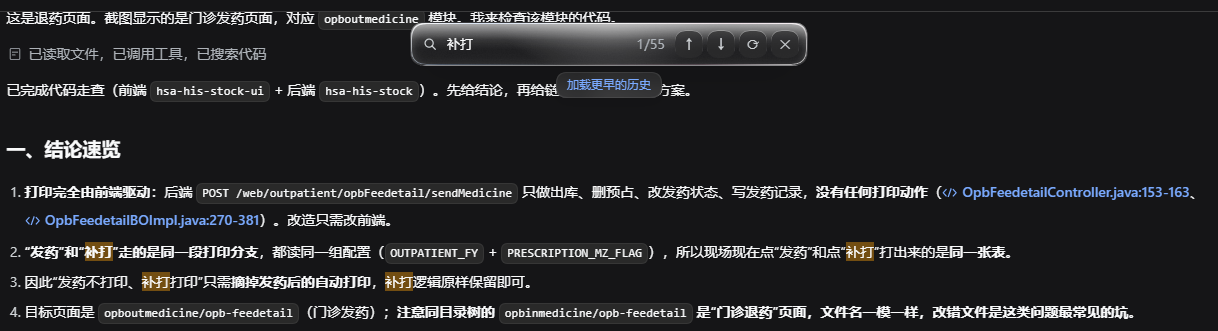 这是退药页面。截图显示的是门诊发药页面，对应 opboutmedicine 模块。我来检查该模块的代码。
补打 1/55
已读取文件，已调用工具，已搜索代码
加载更早的历史
已完成代码走查（前端 hsa-his-stock-ui + 后端 hsa-his-stock）。先给结论，再给链 方案。
一、结论速览
1. 打印完全由前端驱动：后端 POST /web/outpatient/opbFeedetail/sendMedicine 只做出库、删预占、改发药状态、写发药记录，没有任何打印动作（</> OpbFeedetailController.java:153-163、
</> OpbFeedetailBOImpl.java:270-381）。改造只需改前端。
2. “发药”和“补打”走的是同一段打印分支，都读同一组配置（OUTPATIENT_FY + PRESCRIPTION_MZ_FLAG），所以现场现在点“发药”和点“补打”打出来的是同一张表。
3. 因此“发药不打印、补打打印”只需摘掉发药后的自动打印，补打逻辑原样保留即可。
4. 目标页面是 opboutmedicine/opb-feedetail（门诊发药）；注意同目录树的 opbinmedicine/opb-feedetail 是“门诊退药”页面，文件名一模一样，改错文件是这类问题最常见的坑。